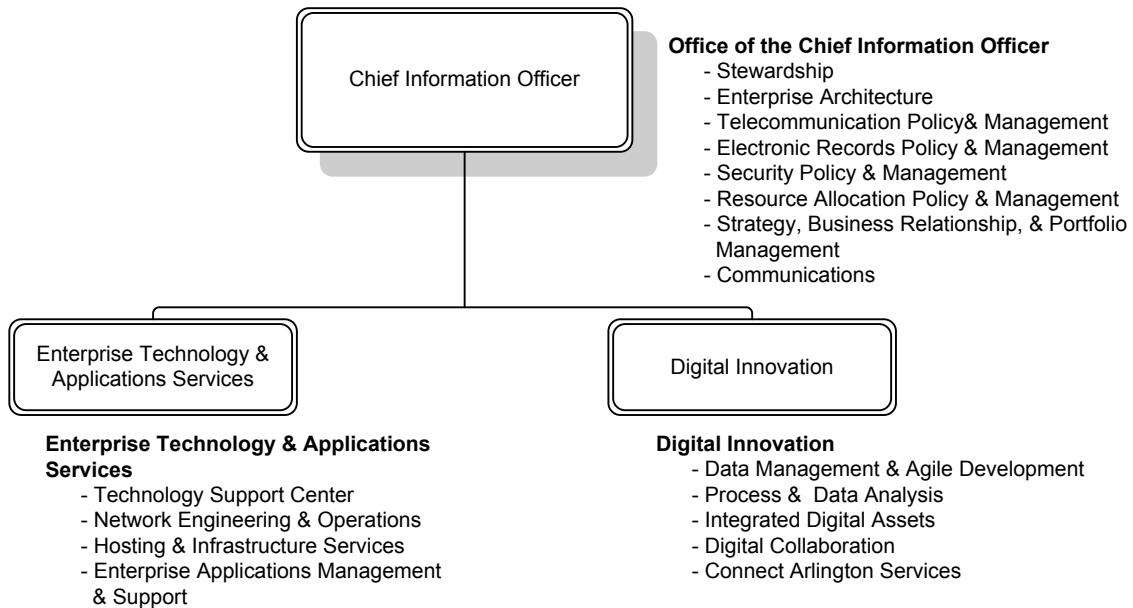 Chief Information Officer
Office of the Chief Information Officer
- Stewardship
- Enterprise Architecture
- Telecommunication Policy& Management
- Electronic Records Policy & Management
- Security Policy & Management
- Resource Allocation Policy & Management
- Strategy, Business Relationship, & Portfolio
Management
- Communications
Enterprise Technology &
Applications Services
Digital Innovation
Enterprise Technology & Applications
Services
- Technology Support Center
- Network Engineering & Operations
- Hosting & Infrastructure Services
- Enterprise Applications Management
& Support
Digital Innovation
- Data Management & Agile Development
- Process &  Data Analysis
- Integrated Digital Assets
- Digital Collaboration
- Connect Arlington Services